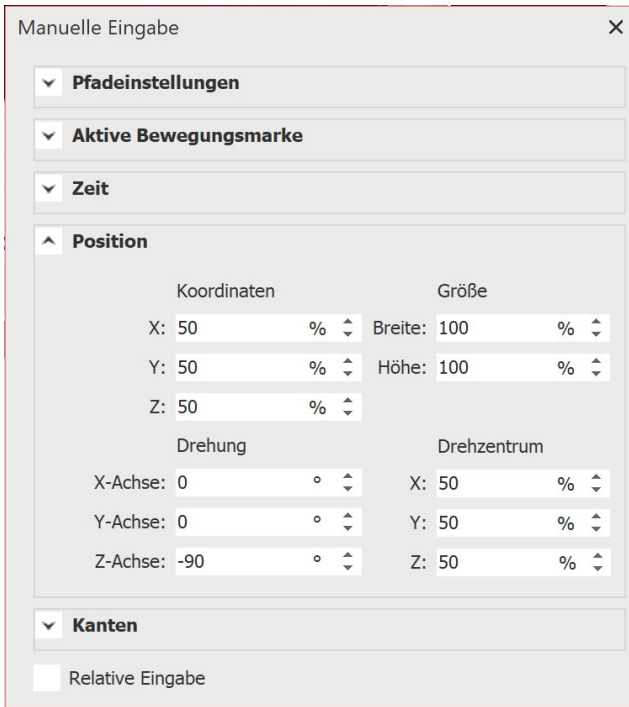 Manuelle Eingabe
Pfadeinstellungen
Aktive Bewegungsmarke
Zeit
Position
Koordinaten Größe
X: 50 % Breite: 100 %
Y: 50 % Höhe: 100 %
Z: 50 %
Drehung Drehzentrum
X-Achse: 0 ° X: 50 %
Y-Achse: 0 ° Y: 50 %
Z-Achse: -90 ° Z: 50 %
Kanten
Relative Eingabe